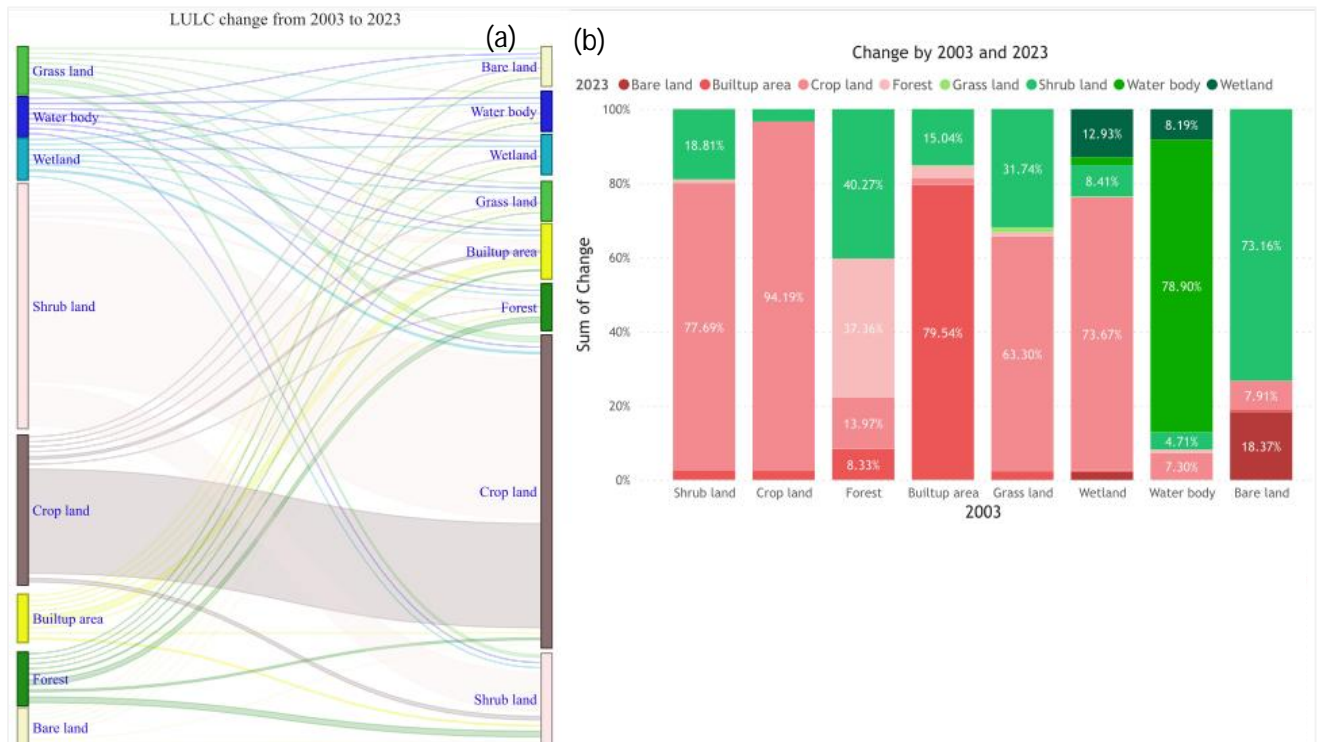 LULC change from 2003 to 2023
(a)
Grass land
Water body
Wetland
Shrub land
Crop land
Builtup area
Forest
Bare land
Bare land
Water body
Wetland
Grass land
Builtup area
Forest
Crop land
Shrub land
(b)
Change by 2003 and 2023
2023 Bare land Builtup area Crop land Forest Grass land Shrub land Water body Wetland
Sum of Change
100%
80%
60%
40%
20%
0%
18.81%
77.69%
94.19%
40.27%
37.36%
13.97%
8.33%
15.04%
79.54%
31.74%
63.30%
12.93%
8.41%
73.67%
8.19%
78.90%
4.71%
7.30%
73.16%
7.91%
18.37%
Shrub land Crop land Forest Builtup area Grass land Wetland Water body Bare land
2003